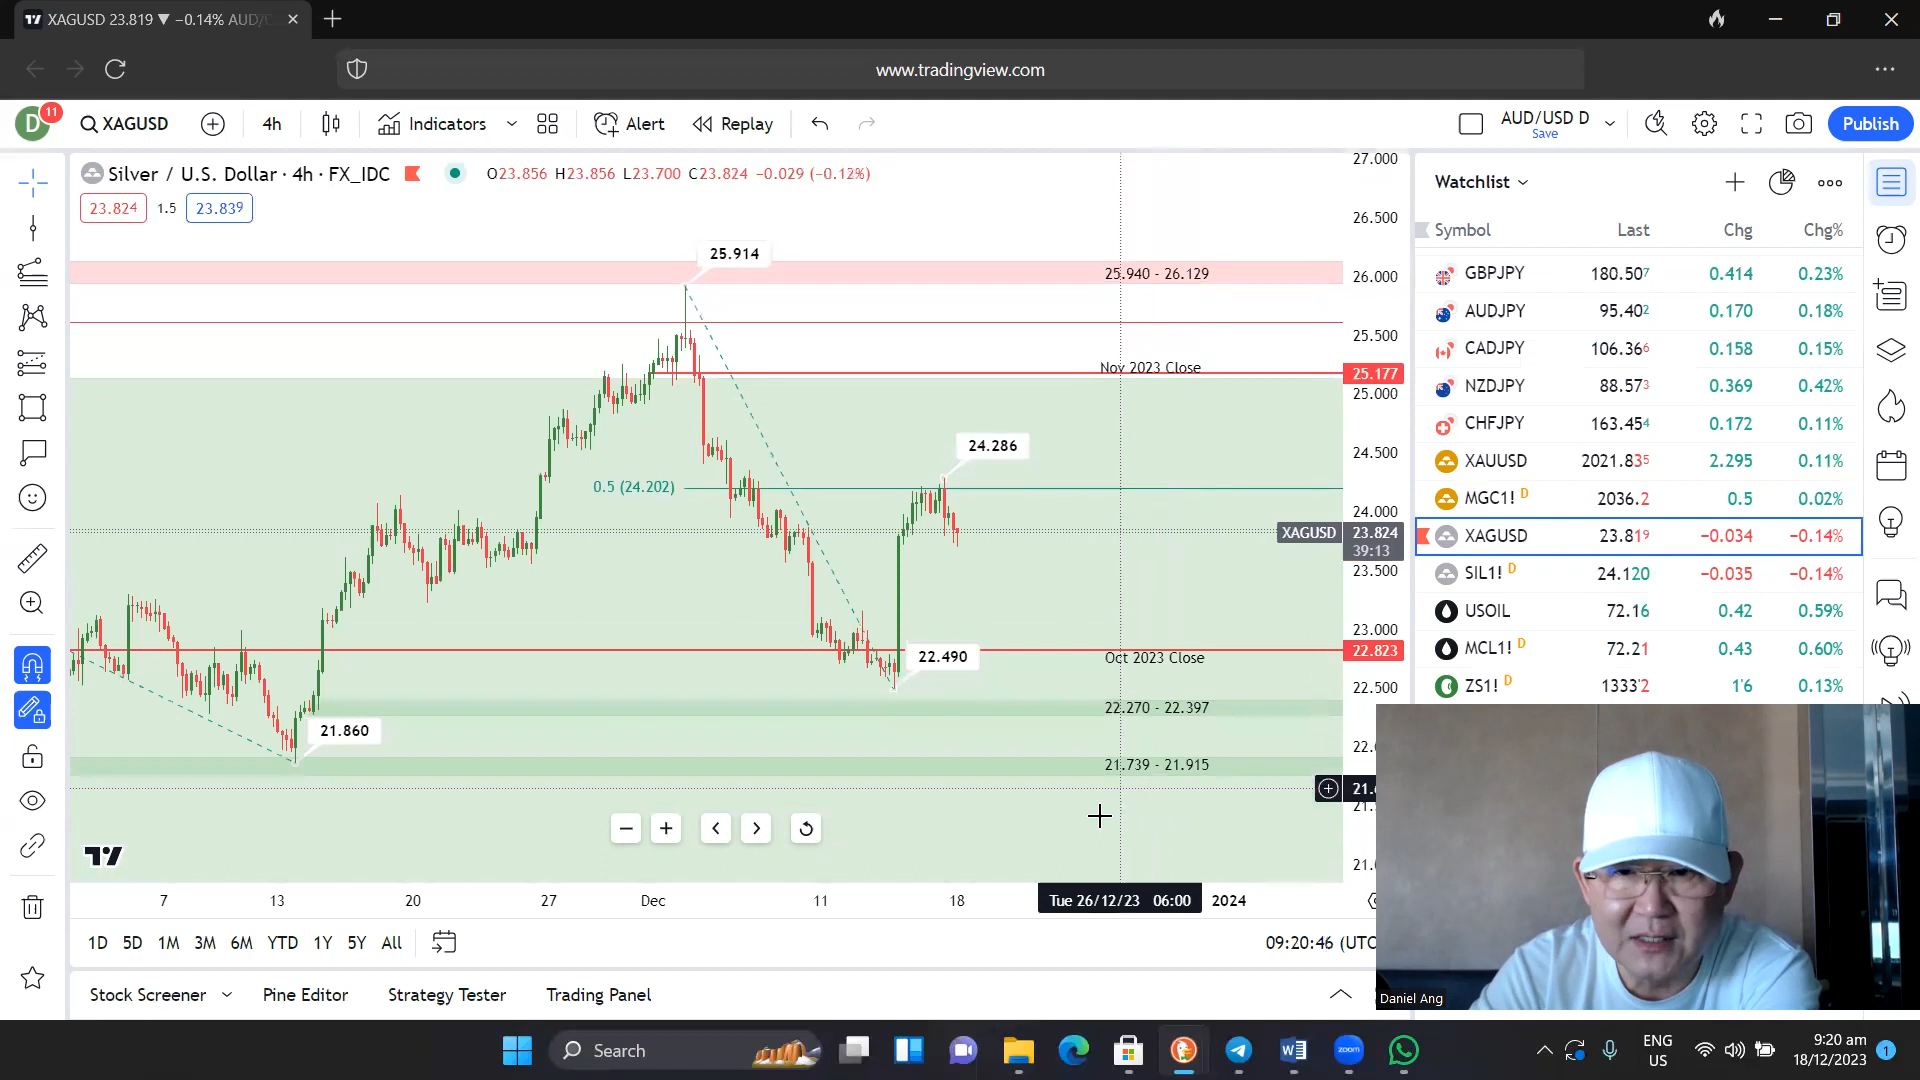 XAGUSD 23.819 ▼ −0.14% AUD/
www.tradingview.com
D 11 XAGUSD 4h Indicators Alert Replay AUD/USD D Save Publish
Silver / U.S. Dollar · 4h · FX_IDC O23.856 H23.856 L23.700 C23.824 −0.029 (−0.12%)
23.824 1.5 23.839
27.000
26.500
25.914
25.940 - 26.129
26.000
25.500
Nov 2023 Close
25.177
25.000
24.500
24.286
0.5 (24.202)
24.000
XAGUSD 23.824
39:13
23.500
23.000
22.823
22.490
Oct 2023 Close
22.500
22.270 - 22.397
21.860
21.739 - 21.915
7 13 20 27 Dec 11 18 Tue 26/12/23 06:00 2024
1D 5D 1M 3M 6M YTD 1Y 5Y All 09:20:46 (UTC
Stock Screener Pine Editor Strategy Tester Trading Panel
Watchlist
Symbol Last Chg Chg%
GBPJPY 180.507 0.414 0.23%
AUDJPY 95.402 0.170 0.18%
CADJPY 106.366 0.158 0.15%
NZDJPY 88.573 0.369 0.42%
CHFJPY 163.454 0.172 0.11%
XAUUSD 2021.835 2.295 0.11%
MGC1! D 2036.2 0.5 0.02%
XAGUSD 23.819 −0.034 −0.14%
SIL1! D 24.120 −0.035 −0.14%
USOIL 72.16 0.42 0.59%
MCL1! D 72.21 0.43 0.60%
ZS1! D 1333'2 1'6 0.13%
Daniel Ang
Search
zoom
ENG
US
9:20 am
18/12/2023
1